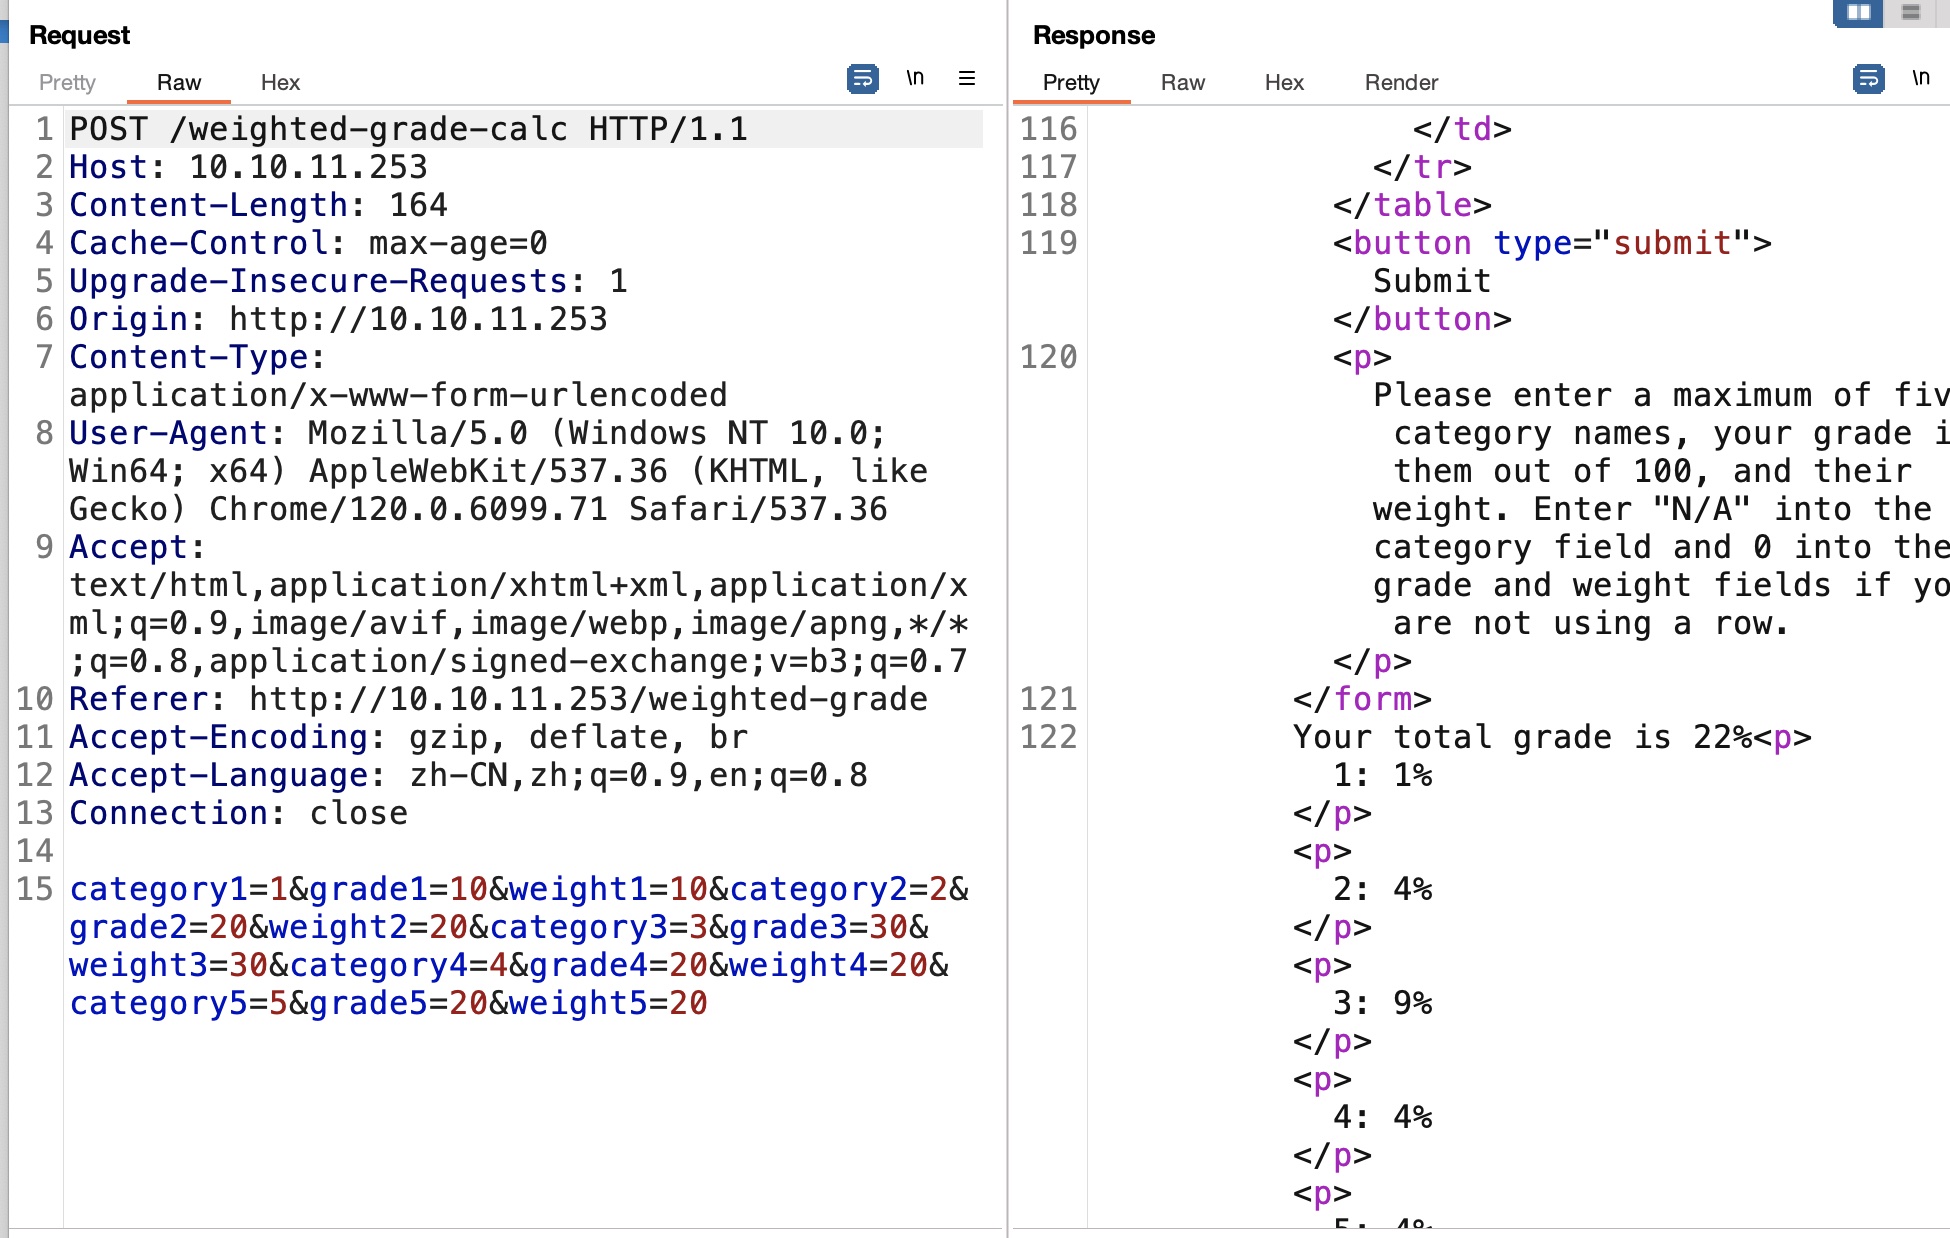 Request
Pretty Raw Hex \n
1 POST /weighted-grade-calc HTTP/1.1
2 Host: 10.10.11.253
3 Content-Length: 164
4 Cache-Control: max-age=0
5 Upgrade-Insecure-Requests: 1
6 Origin: http://10.10.11.253
7 Content-Type:
application/x-www-form-urlencoded
8 User-Agent: Mozilla/5.0 (Windows NT 10.0;
Win64; x64) AppleWebKit/537.36 (KHTML, like
Gecko) Chrome/120.0.6099.71 Safari/537.36
9 Accept:
text/html,application/xhtml+xml,application/x
ml;q=0.9,image/avif,image/webp,image/apng,*/*
;q=0.8,application/signed-exchange;v=b3;q=0.7
10 Referer: http://10.10.11.253/weighted-grade
11 Accept-Encoding: gzip, deflate, br
12 Accept-Language: zh-CN,zh;q=0.9,en;q=0.8
13 Connection: close
14
15 category1=1&grade1=10&weight1=10&category2=2&
grade2=20&weight2=20&category3=3&grade3=30&
weight3=30&category4=4&grade4=20&weight4=20&
category5=5&grade5=20&weight5=20
Response
Pretty Raw Hex Render \n
116 </td>
117 </tr>
118 </table>
119 <button type="submit">
Submit
</button>
120 <p>
Please enter a maximum of fiv
category names, your grade i
them out of 100, and their
weight. Enter "N/A" into the
category field and 0 into the
grade and weight fields if yo
are not using a row.
</p>
121 </form>
122 Your total grade is 22%<p>
1: 1%
</p>
<p>
2: 4%
</p>
<p>
3: 9%
</p>
<p>
4: 4%
</p>
<p>
5: 4%